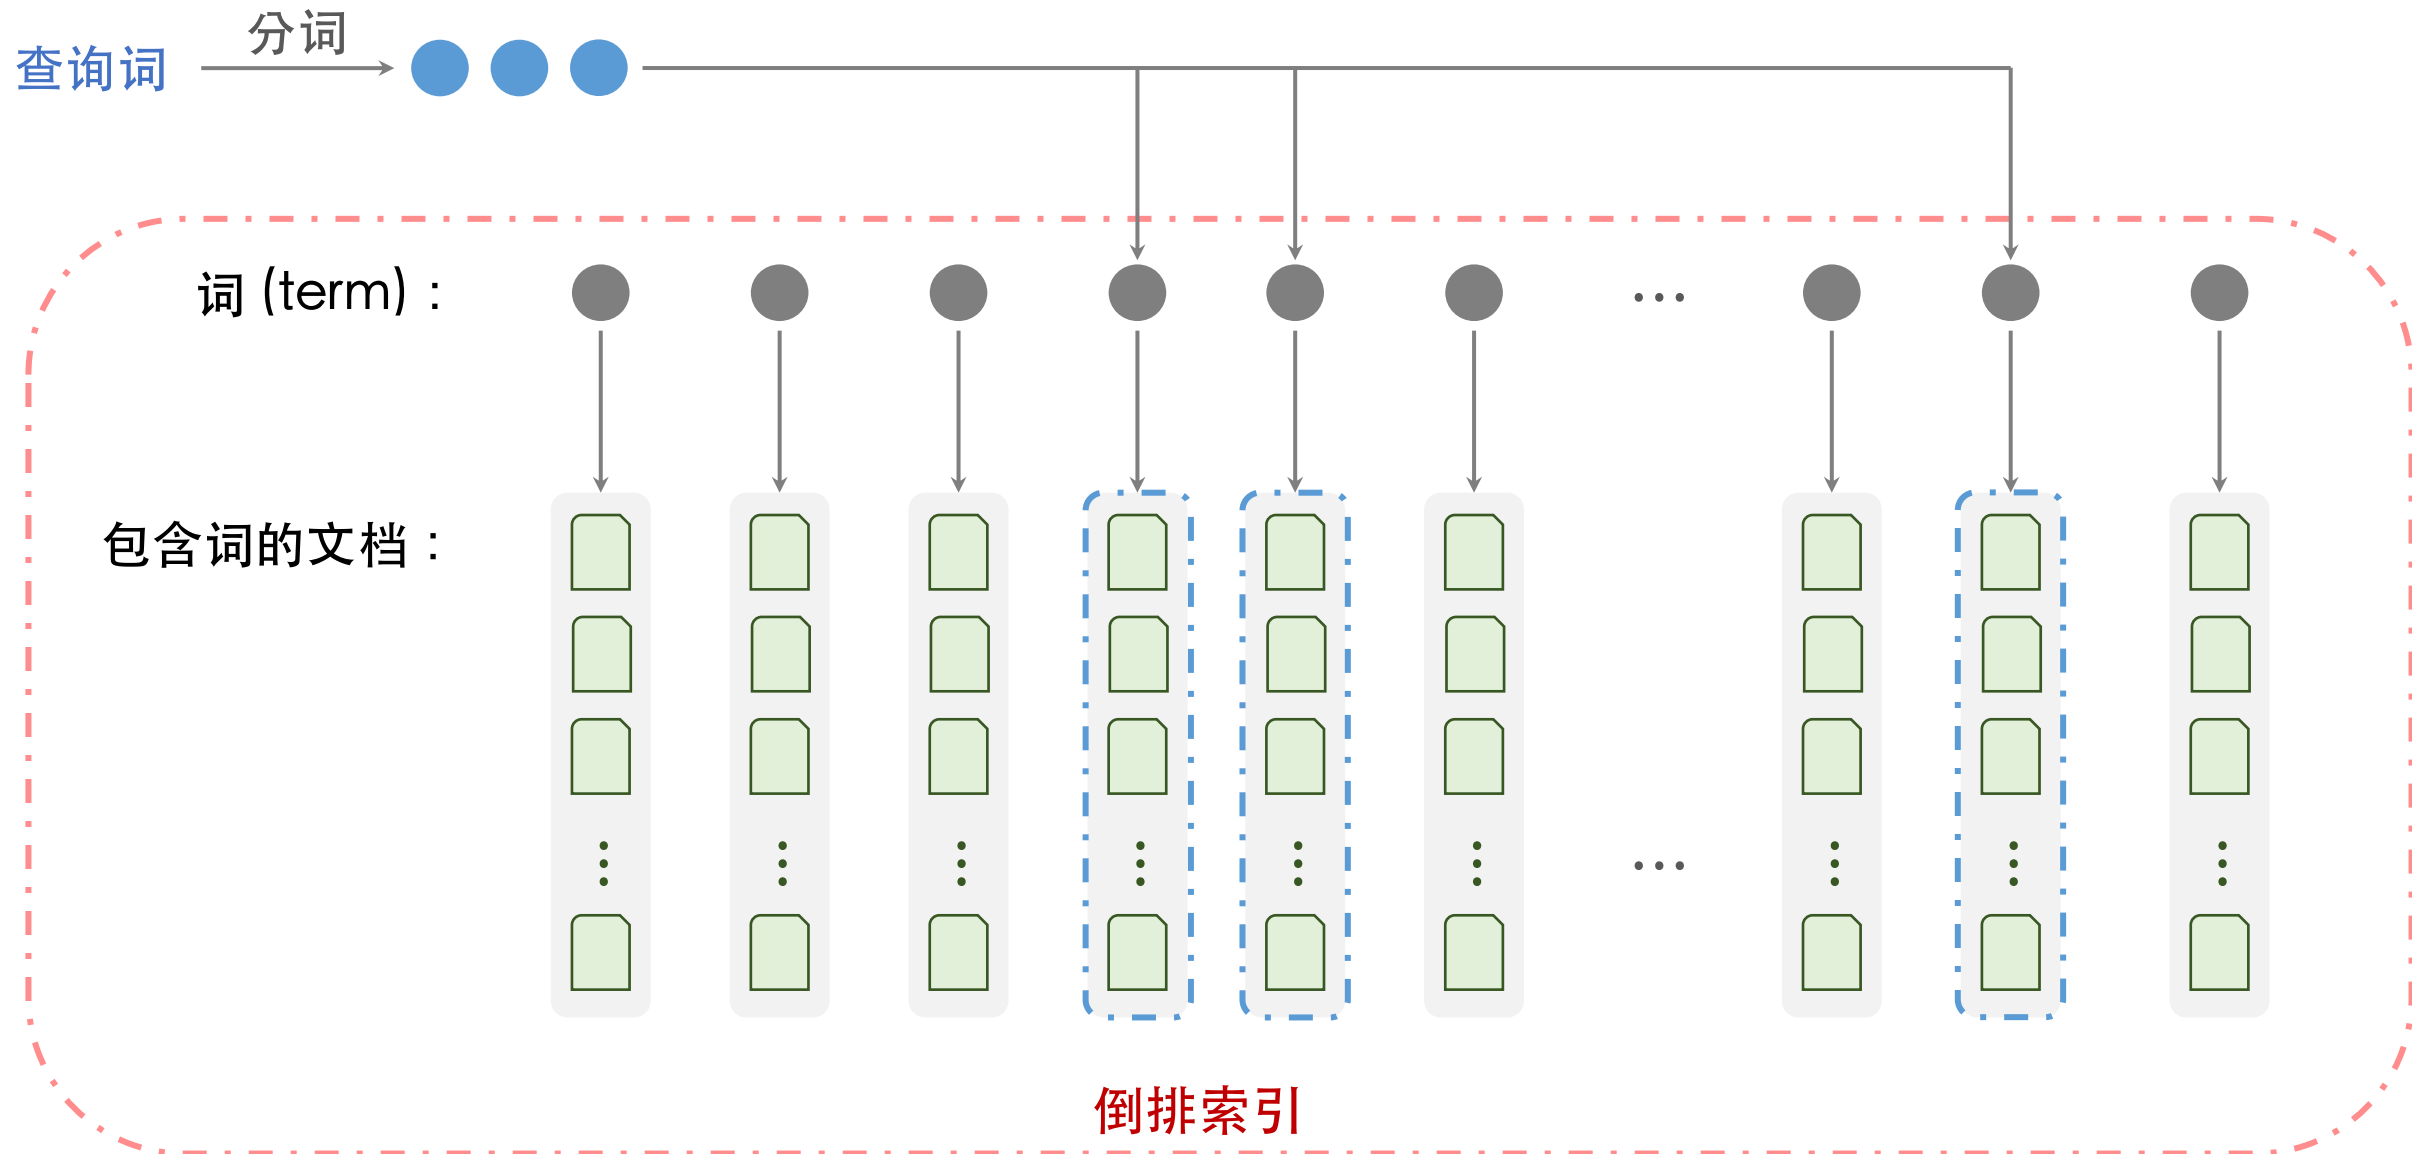 分词
查询词
词 (term)：
…
包含词的文档：
…
倒排索引